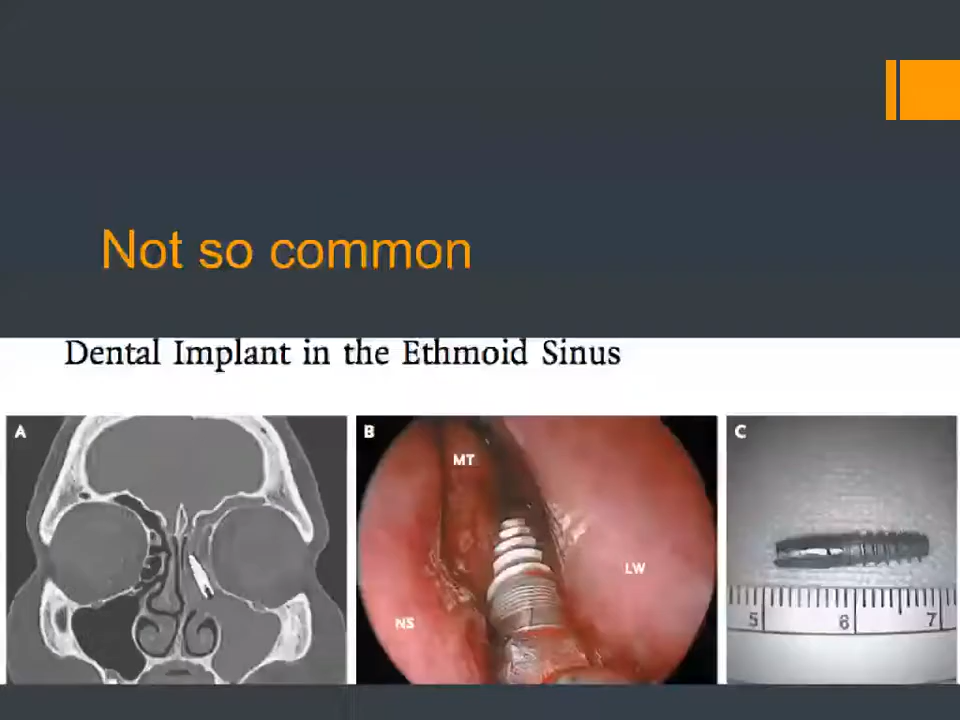 Not so common
Dental Implant in the Ethmoid Sinus
A
B
C
MT
LW
NS
5 6 7